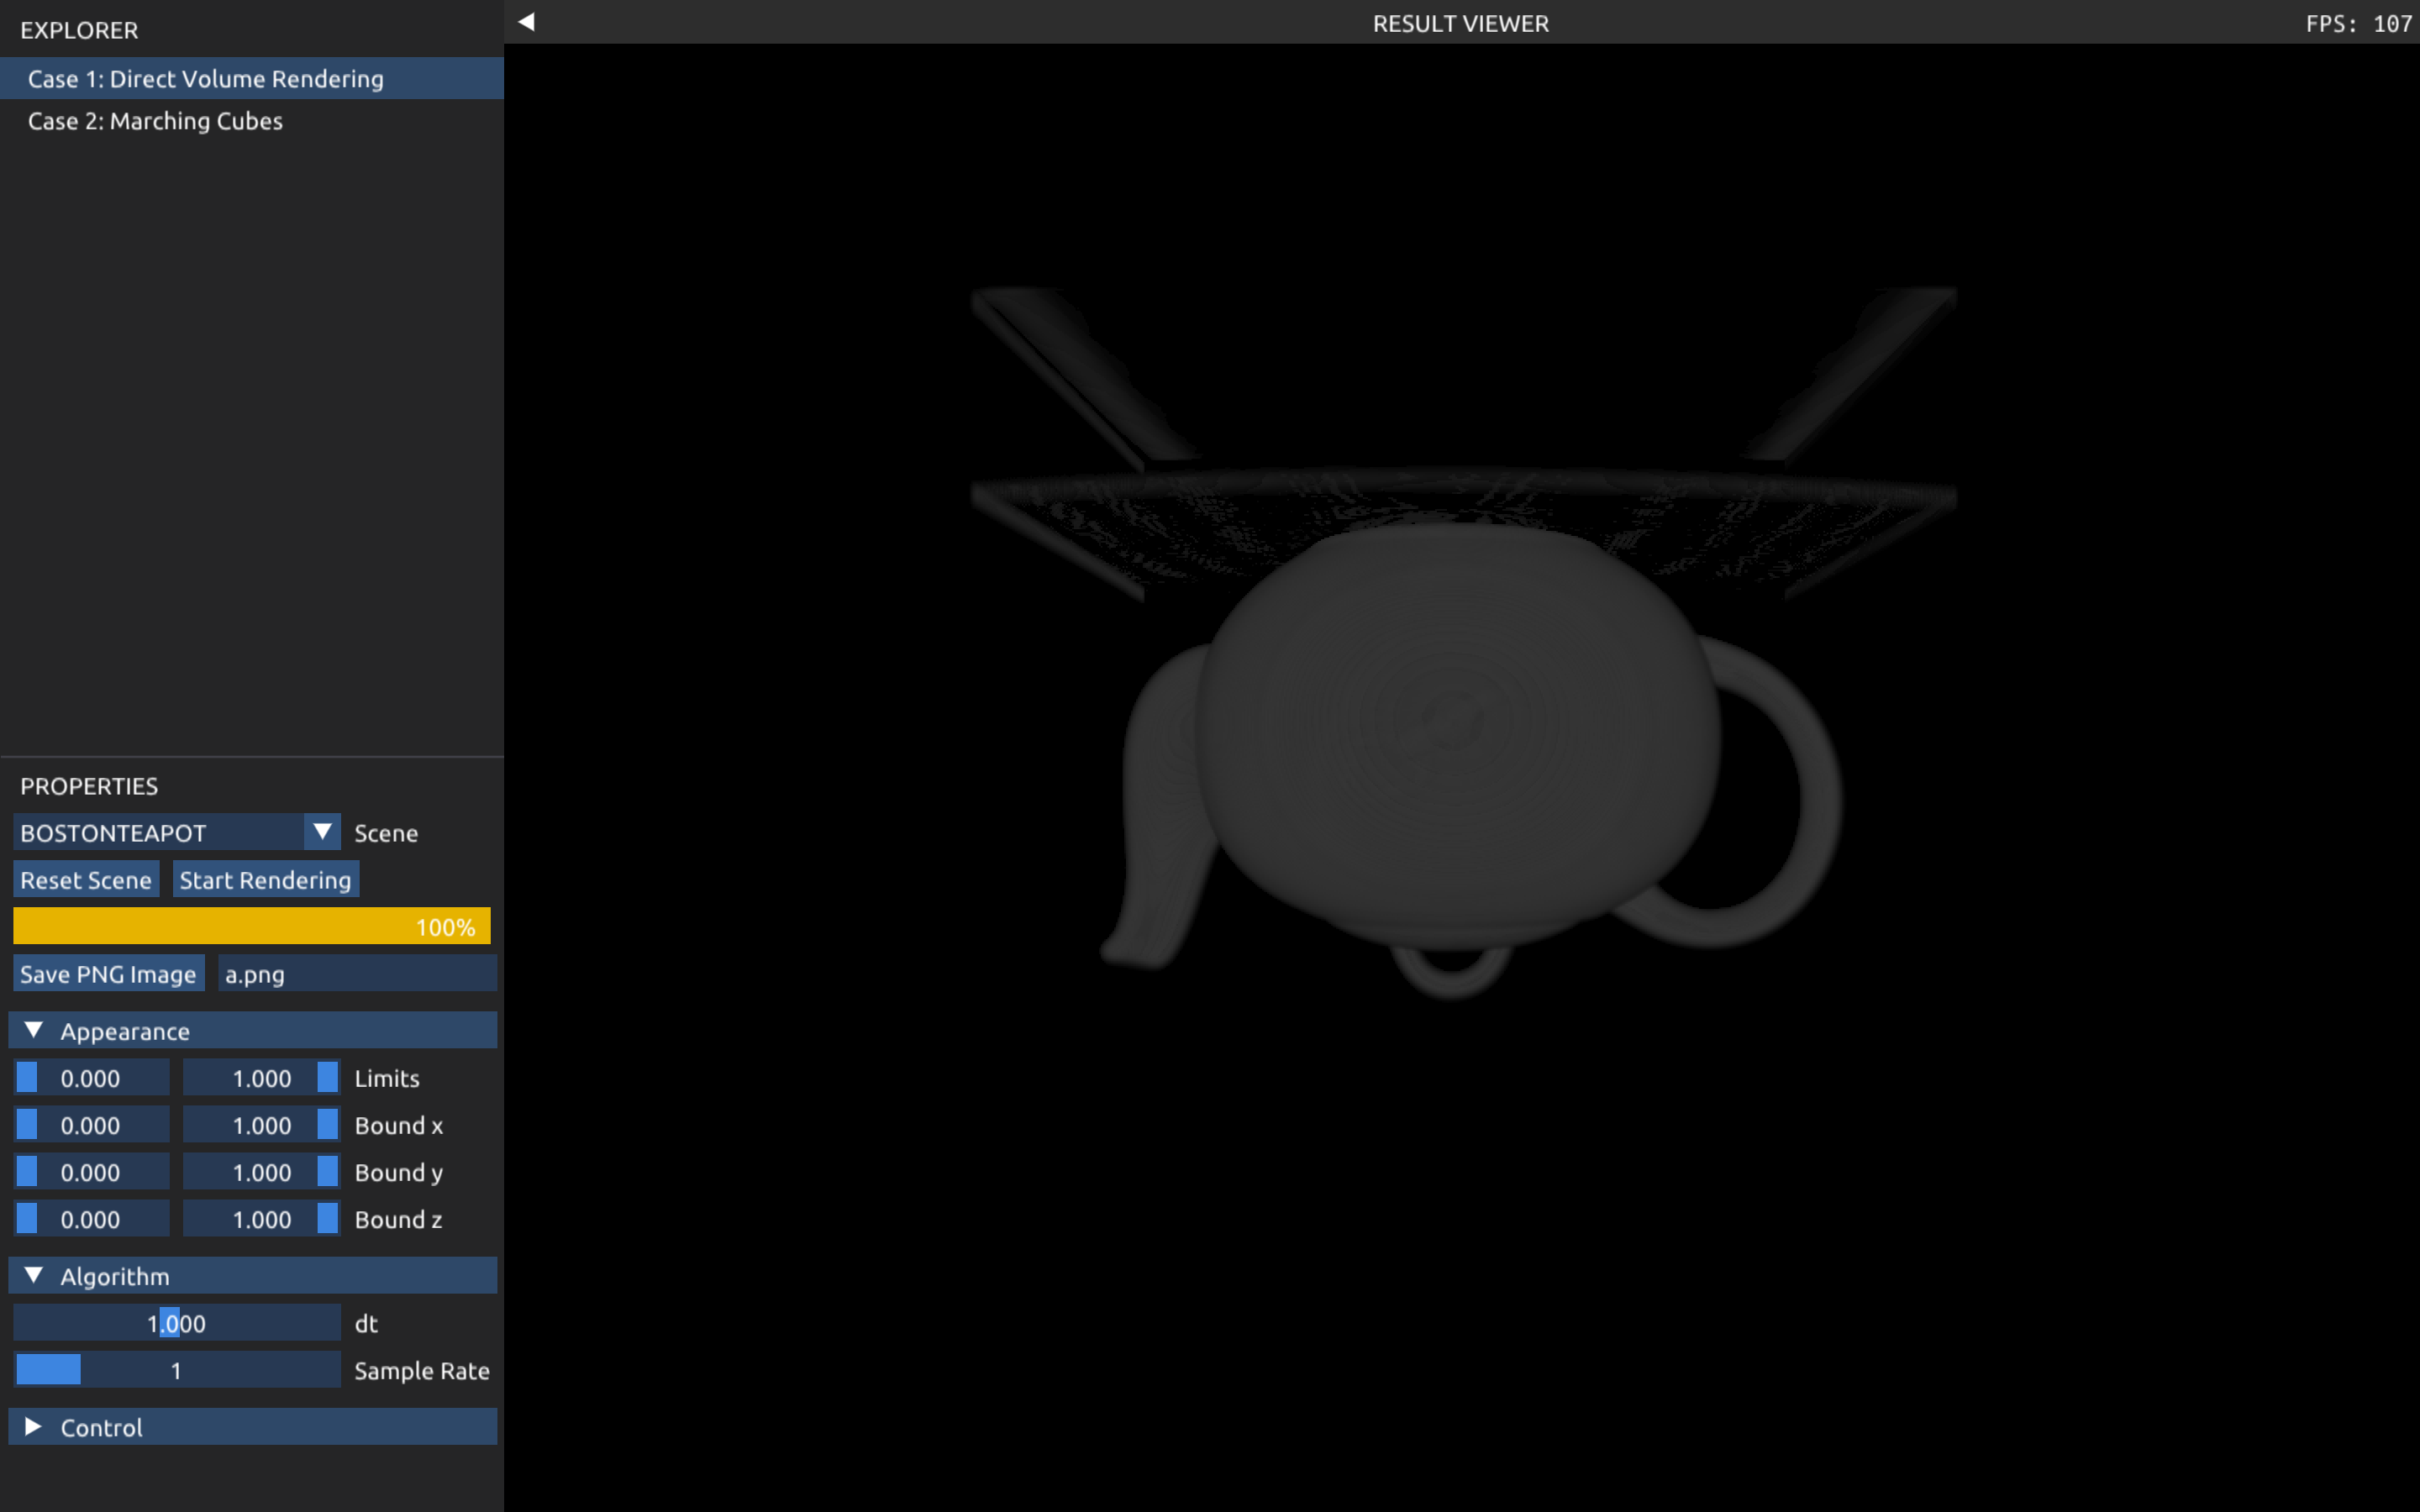 EXPLORER
Case 1: Direct Volume Rendering
Case 2: Marching Cubes
RESULT VIEWER
FPS: 107
PROPERTIES
BOSTONTEAPOT Scene
Reset Scene Start Rendering
100%
Save PNG Image a.png
Appearance
0.000 1.000 Limits
0.000 1.000 Bound x
0.000 1.000 Bound y
0.000 1.000 Bound z
Algorithm
1.000 dt
1 Sample Rate
Control